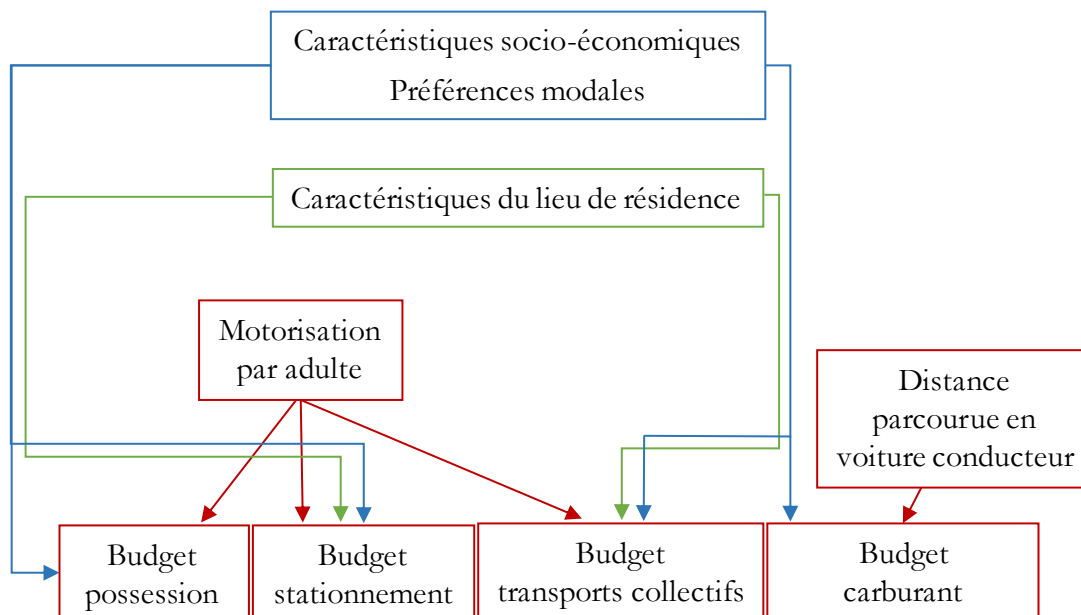 Caractéristiques socio-économiques
Préférences modales
Caractéristiques du lieu de résidence
Motorisation
par adulte
Distance
parcourue en
voiture conducteur
Budget
possession
Budget
stationnement
Budget
transports collectifs
Budget
carburant